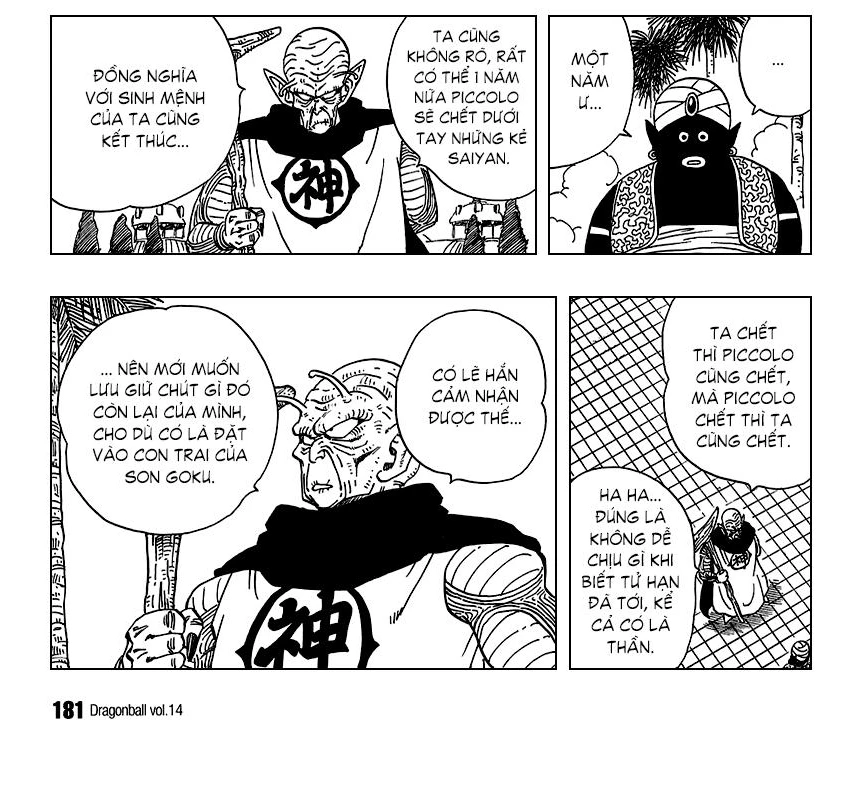 ...
MỘT
NĂM
Ư...
TA CŨNG
KHÔNG RÕ, RẤT
CÓ THỂ 1 NĂM
NỮA PICCOLO
SẼ CHẾT DƯỚI
TAY NHỮNG KẺ
SAIYAN.
ĐỒNG NGHĨA
VỚI SINH MỆNH
CỦA TA CŨNG
KẾT THÚC...
神
TA CHẾT
THÌ PICCOLO
CŨNG CHẾT,
MÀ PICCOLO
CHẾT THÌ TA
CŨNG CHẾT.
HA HA...
ĐÚNG LÀ
KHÔNG DỄ
CHỊU GÌ KHI
BIẾT TỬ HẠN
ĐÃ TỚI, KỂ
CẢ CÓ LÀ
THẦN.
CÓ LẼ HẮN
CẢM NHẬN
ĐƯỢC THẾ...
... NÊN MỚI MUỐN
LƯU GIỮ CHÚT GÌ ĐÓ
CÒN LẠI CỦA MÌNH,
CHO DÙ CÓ LÀ ĐẶT
VÀO CON TRAI CỦA
SON GOKU.
神
181 Dragonball vol.14